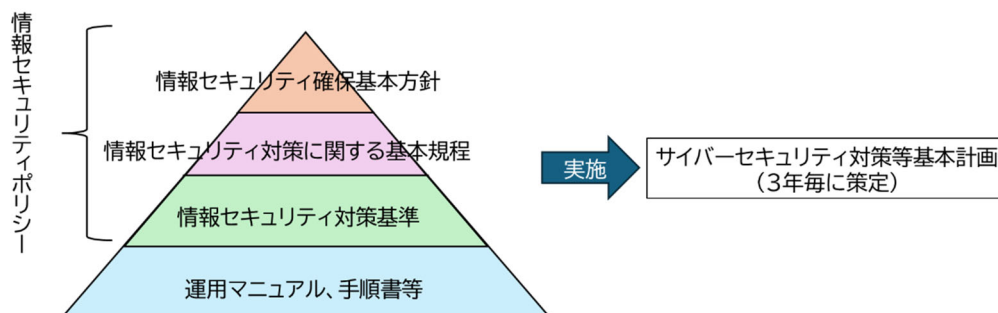 情報セキュリティポリシー
情報セキュリティ確保基本方針
情報セキュリティ対策に関する基本規程
情報セキュリティ対策基準
運用マニュアル、手順書等
実施
サイバーセキュリティ対策等基本計画
（３年毎に策定）